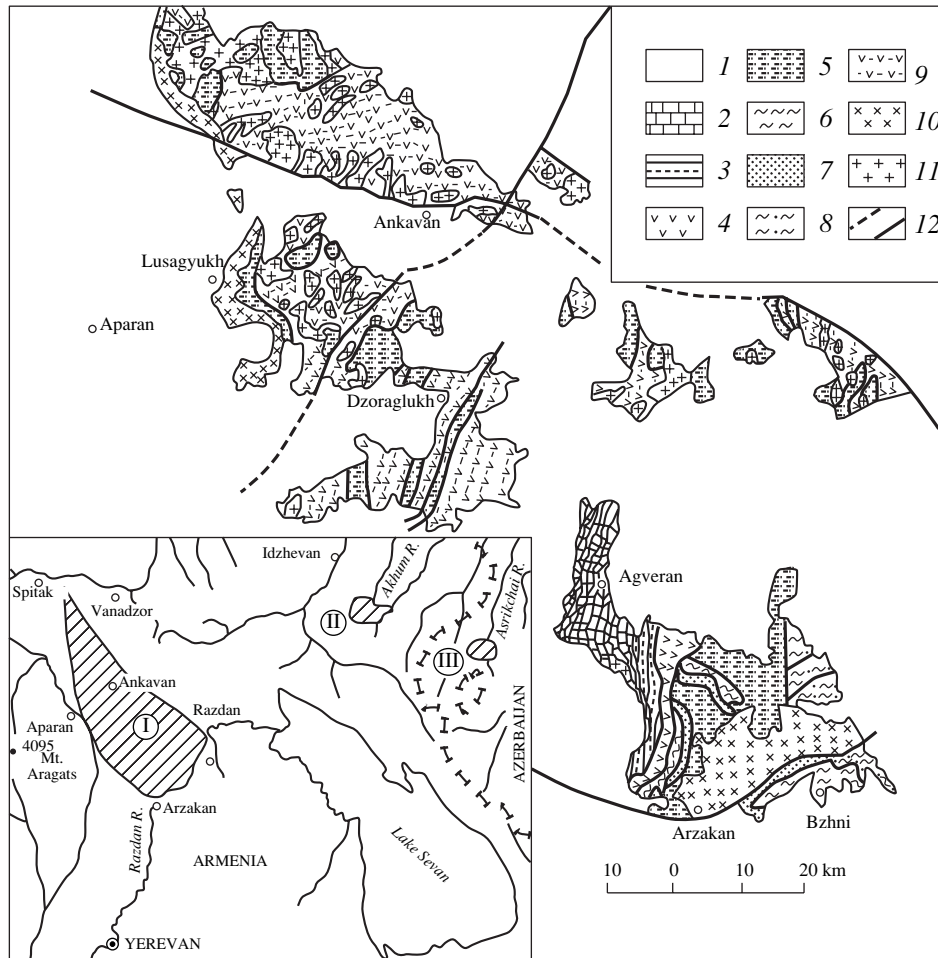 1 5 9
2 6 10
3 7 11
4 8 12
Ankavan
Lusagyukh
Aparan
Dzoraglukh
Agveran
Arzakan
Bzhni
10 0 10 20 km
Idzhevan
Akhum R.
Asrikchai R.
Spitak
Vanadzor
II
III
Ankavan
I
Razdan
Aparan
4095
Mt.
Aragats
AZERBAIJAN
Arzakan
Razdan R.
ARMENIA
Lake Sevan
YEREVAN